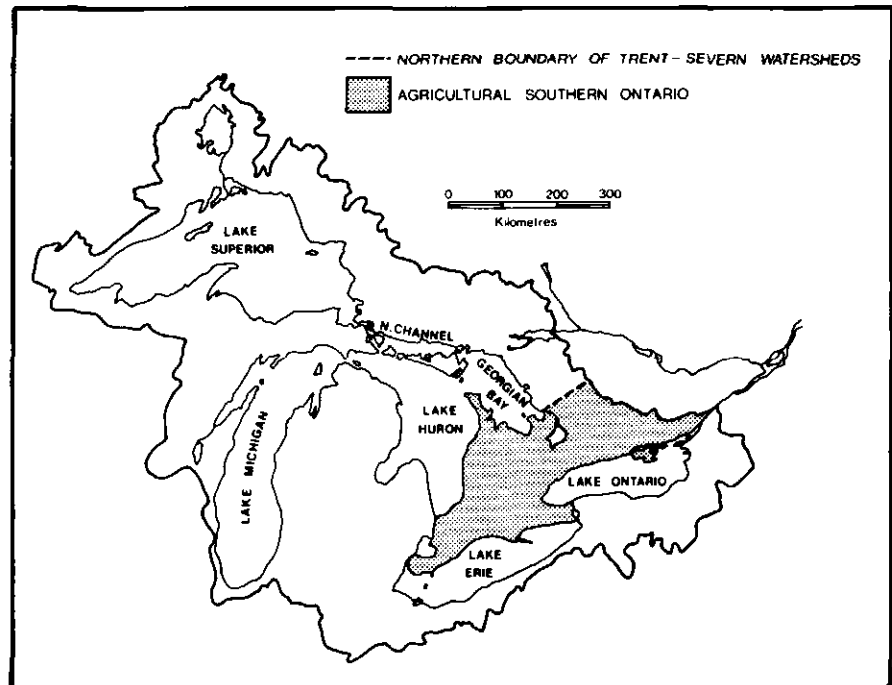 NORTHERN BOUNDARY OF TRENT - SEVERN WATERSHEDS
AGRICULTURAL SOUTHERN ONTARIO
0 100 200 300
Kilometres
LAKE
SUPERIOR
N. CHANNEL
GEORGIAN
BAY
LAKE
HURON
LAKE MICHIGAN
LAKE ONTARIO
LAKE
ERIE